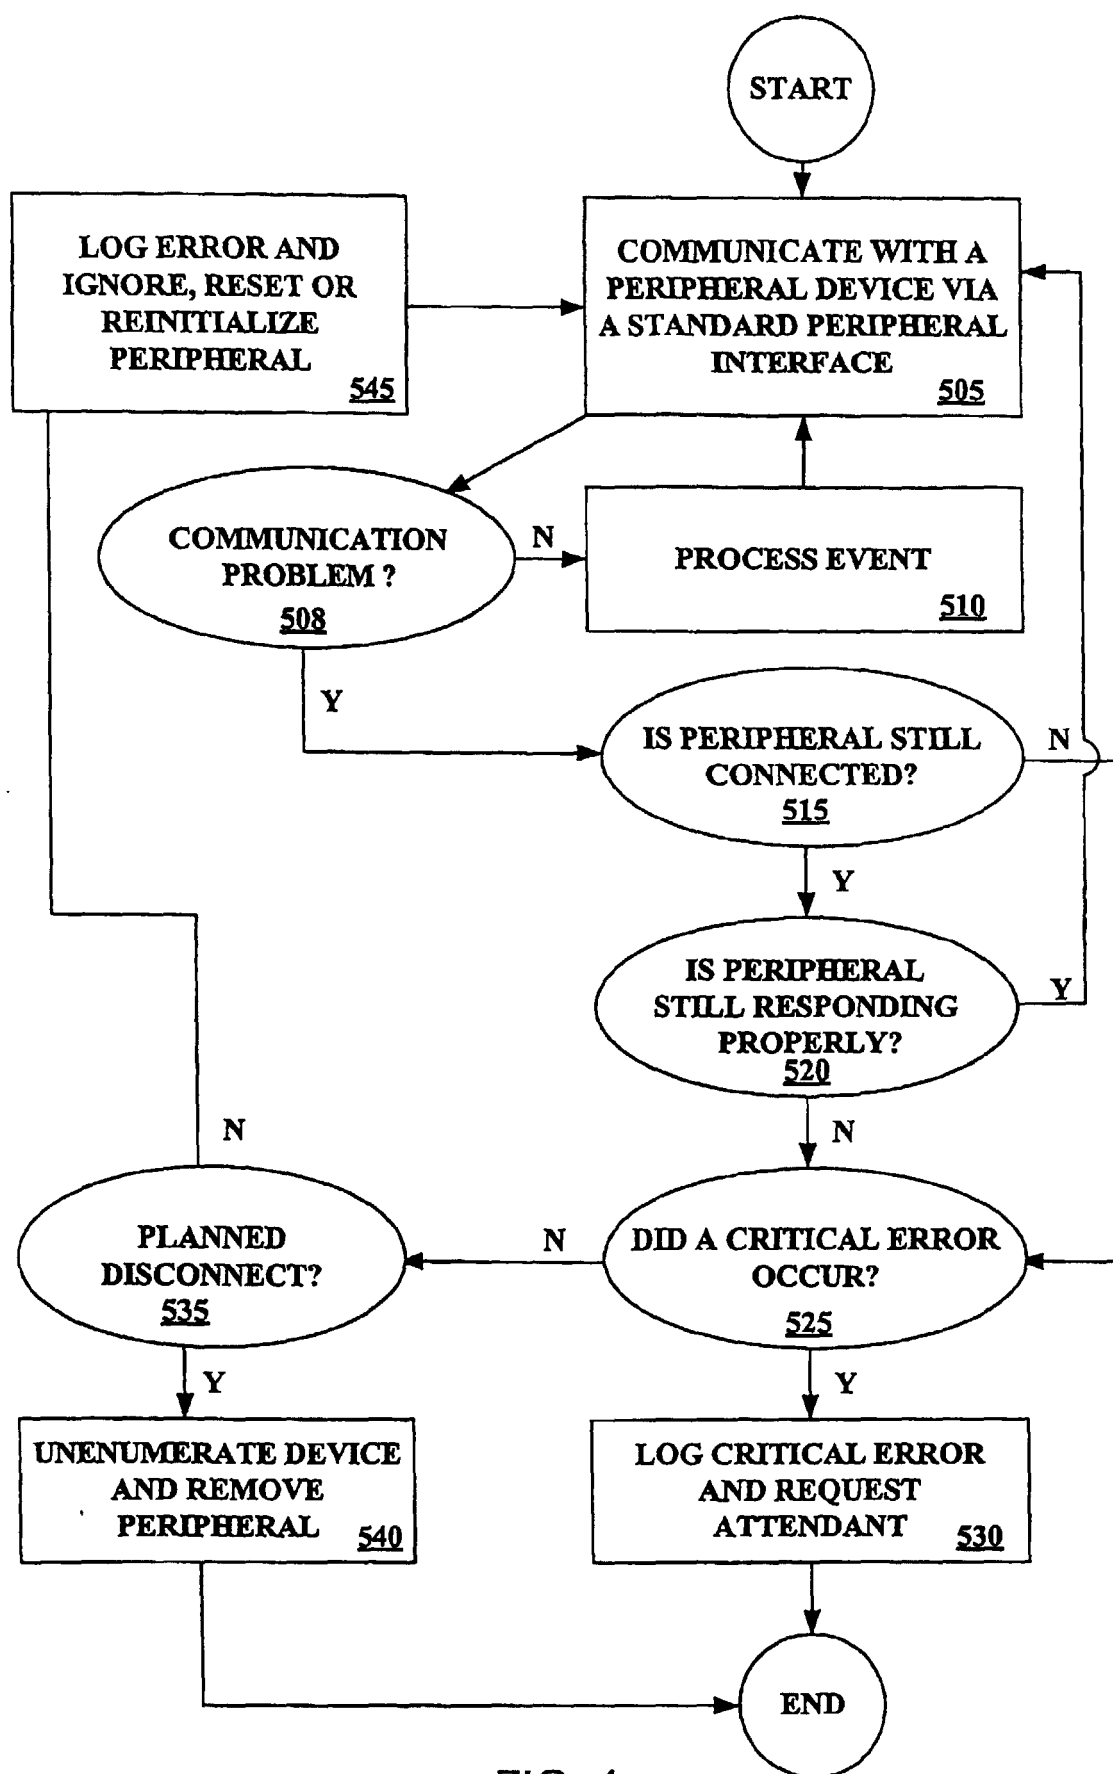 START
LOG ERROR AND
IGNORE, RESET OR
REINITIALIZE
PERIPHERAL
545
COMMUNICATE WITH A
PERIPHERAL DEVICE VIA
A STANDARD PERIPHERAL
INTERFACE
505
COMMUNICATION
PROBLEM ?
508
N
PROCESS EVENT
510
Y
IS PERIPHERAL STILL
CONNECTED?
515
N
Y
IS PERIPHERAL
STILL RESPONDING
PROPERLY?
520
Y
N
N
PLANNED
DISCONNECT?
535
N
DID A CRITICAL ERROR
OCCUR?
525
Y
Y
UNENUMERATE DEVICE
AND REMOVE
PERIPHERAL
540
LOG CRITICAL ERROR
AND REQUEST
ATTENDANT
530
END